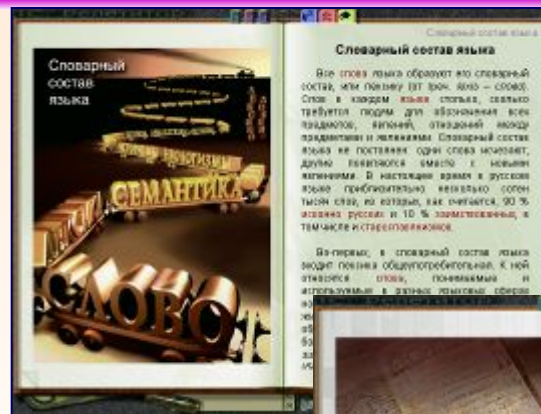 Словарный состав языка
Словарный
состав
языка
СЕМАНТИКА
СЛОВО
Словарный состав языка
Все слова языка образуют его словарный
состав, или лексику (от греч. – слово).
Слов в каждом языке столько, сколько
требуется людям для обозначения всех
предметов, явлений, отношений между
предметами и явлениями. Словарный состав
языка не постоянен: одни слова исчезают,
другие появляются вместе с новыми
явлениями. В настоящее время в русском
языке приблизительно несколько сотен
тысяч слов, из которых, как считается, 90 %
исконно русских и 10 % заимствованных, в
том числе и старославянизмов.
Во-первых, в словарный состав языка
входит лексика общеупотребительная. К ней
относятся слова, понимаемые и
используемые в разных языковых сферах